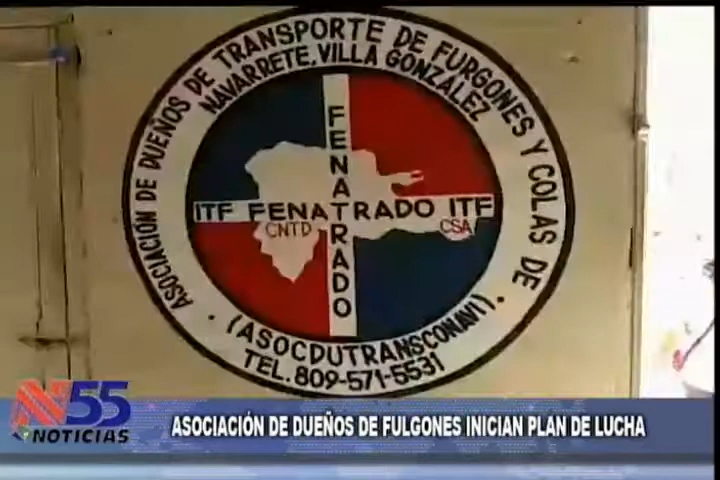 ASOCIACIÓN DE DUEÑOS DE TRANSPORTE DE FURGONES Y COLAS DE
NAVARRETE, VILLA GONZÁLEZ
FENATRADO
ITF FENATRADO ITF
CNTD
CSA
(ASOCDUTRANSCONAVI).
TEL. 809-571-5531
N55
NOTICIAS
ASOCIACIÓN DE DUEÑOS DE FULGONES INICIAN PLAN DE LUCHA